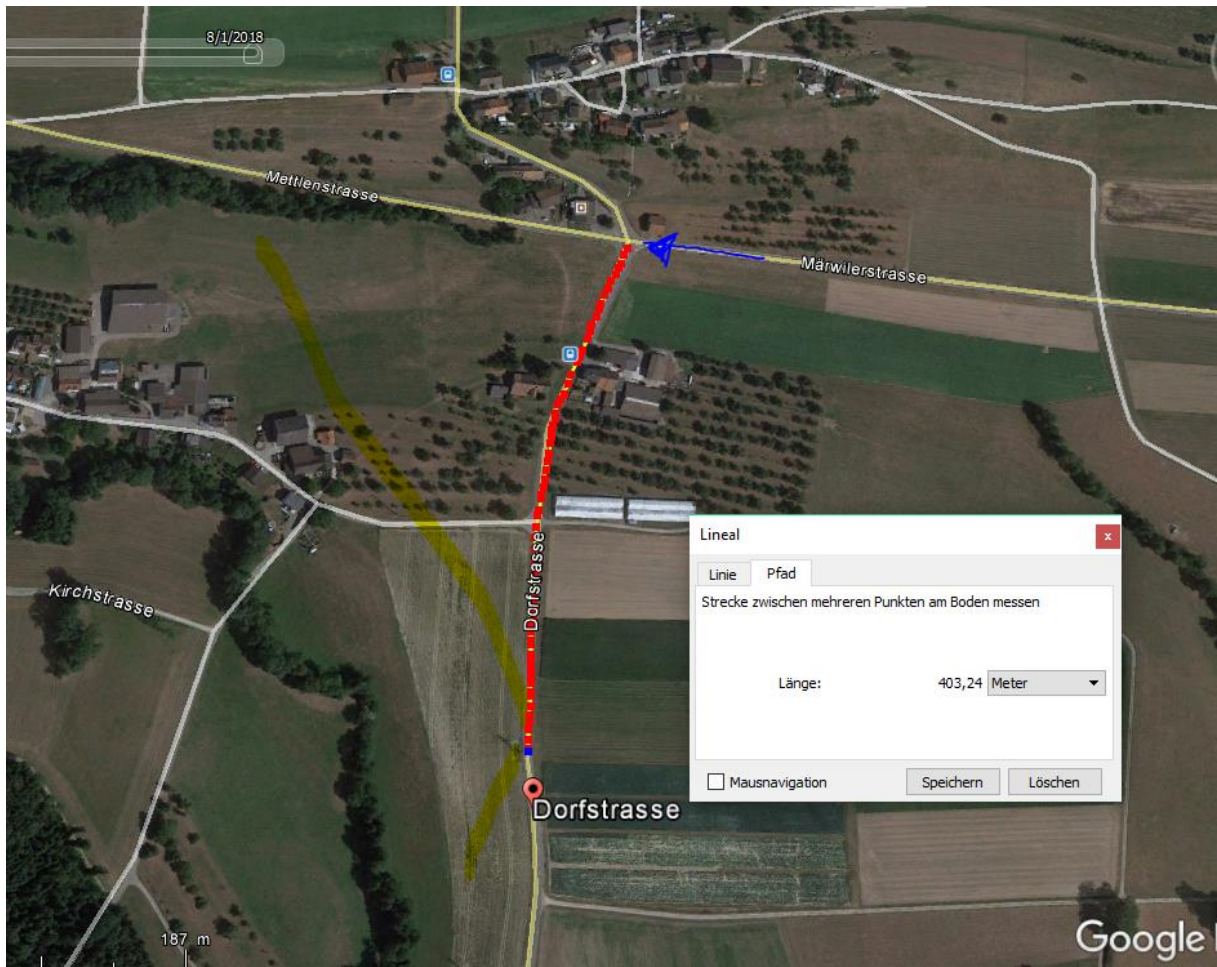 8/1/2018
Mettlenstrasse
Märwilerstrasse
Dorfstrasse
Kirchstrasse
Lineal
x
Linie
Pfad
Strecke zwischen mehreren Punkten am Boden messen
Länge:
403,24
Meter
Mausnavigation
Speichern
Löschen
Dorfstrasse
187 m
Google